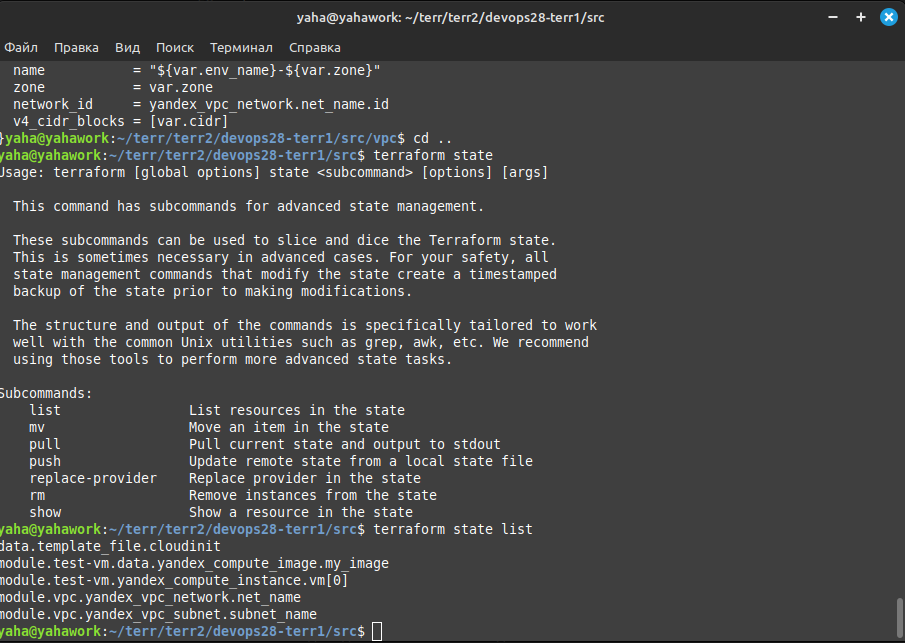 yaha@yahawork: ~/terr/terr2/devops28-terr1/src
Файл Правка Вид Поиск Терминал Справка
  name           = "${var.env_name}-${var.zone}"
  zone           = var.zone
  network_id     = yandex_vpc_network.net_name.id
  v4_cidr_blocks = [var.cidr]
}yaha@yahawork:~/terr/terr2/devops28-terr1/src/vpc$ cd ..
yaha@yahawork:~/terr/terr2/devops28-terr1/src$ terraform state
Usage: terraform [global options] state <subcommand> [options] [args]

  This command has subcommands for advanced state management.

  These subcommands can be used to slice and dice the Terraform state.
  This is sometimes necessary in advanced cases. For your safety, all
  state management commands that modify the state create a timestamped
  backup of the state prior to making modifications.

  The structure and output of the commands is specifically tailored to work
  well with the common Unix utilities such as grep, awk, etc. We recommend
  using those tools to perform more advanced state tasks.

Subcommands:
    list                List resources in the state
    mv                  Move an item in the state
    pull                Pull current state and output to stdout
    push                Update remote state from a local state file
    replace-provider    Replace provider in the state
    rm                  Remove instances from the state
    show                Show a resource in the state
yaha@yahawork:~/terr/terr2/devops28-terr1/src$ terraform state list
data.template_file.cloudinit
module.test-vm.data.yandex_compute_image.my_image
module.test-vm.yandex_compute_instance.vm[0]
module.vpc.yandex_vpc_network.net_name
module.vpc.yandex_vpc_subnet.subnet_name
yaha@yahawork:~/terr/terr2/devops28-terr1/src$